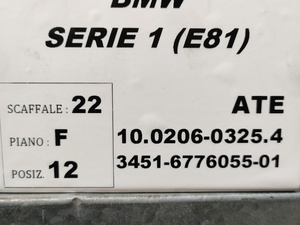 BMW
SERIE 1 (E81)
SCAFFALE : 22
ATE
PIANO : F
10.0206-0325.4
POSIZ. 12
3451-6776055-01